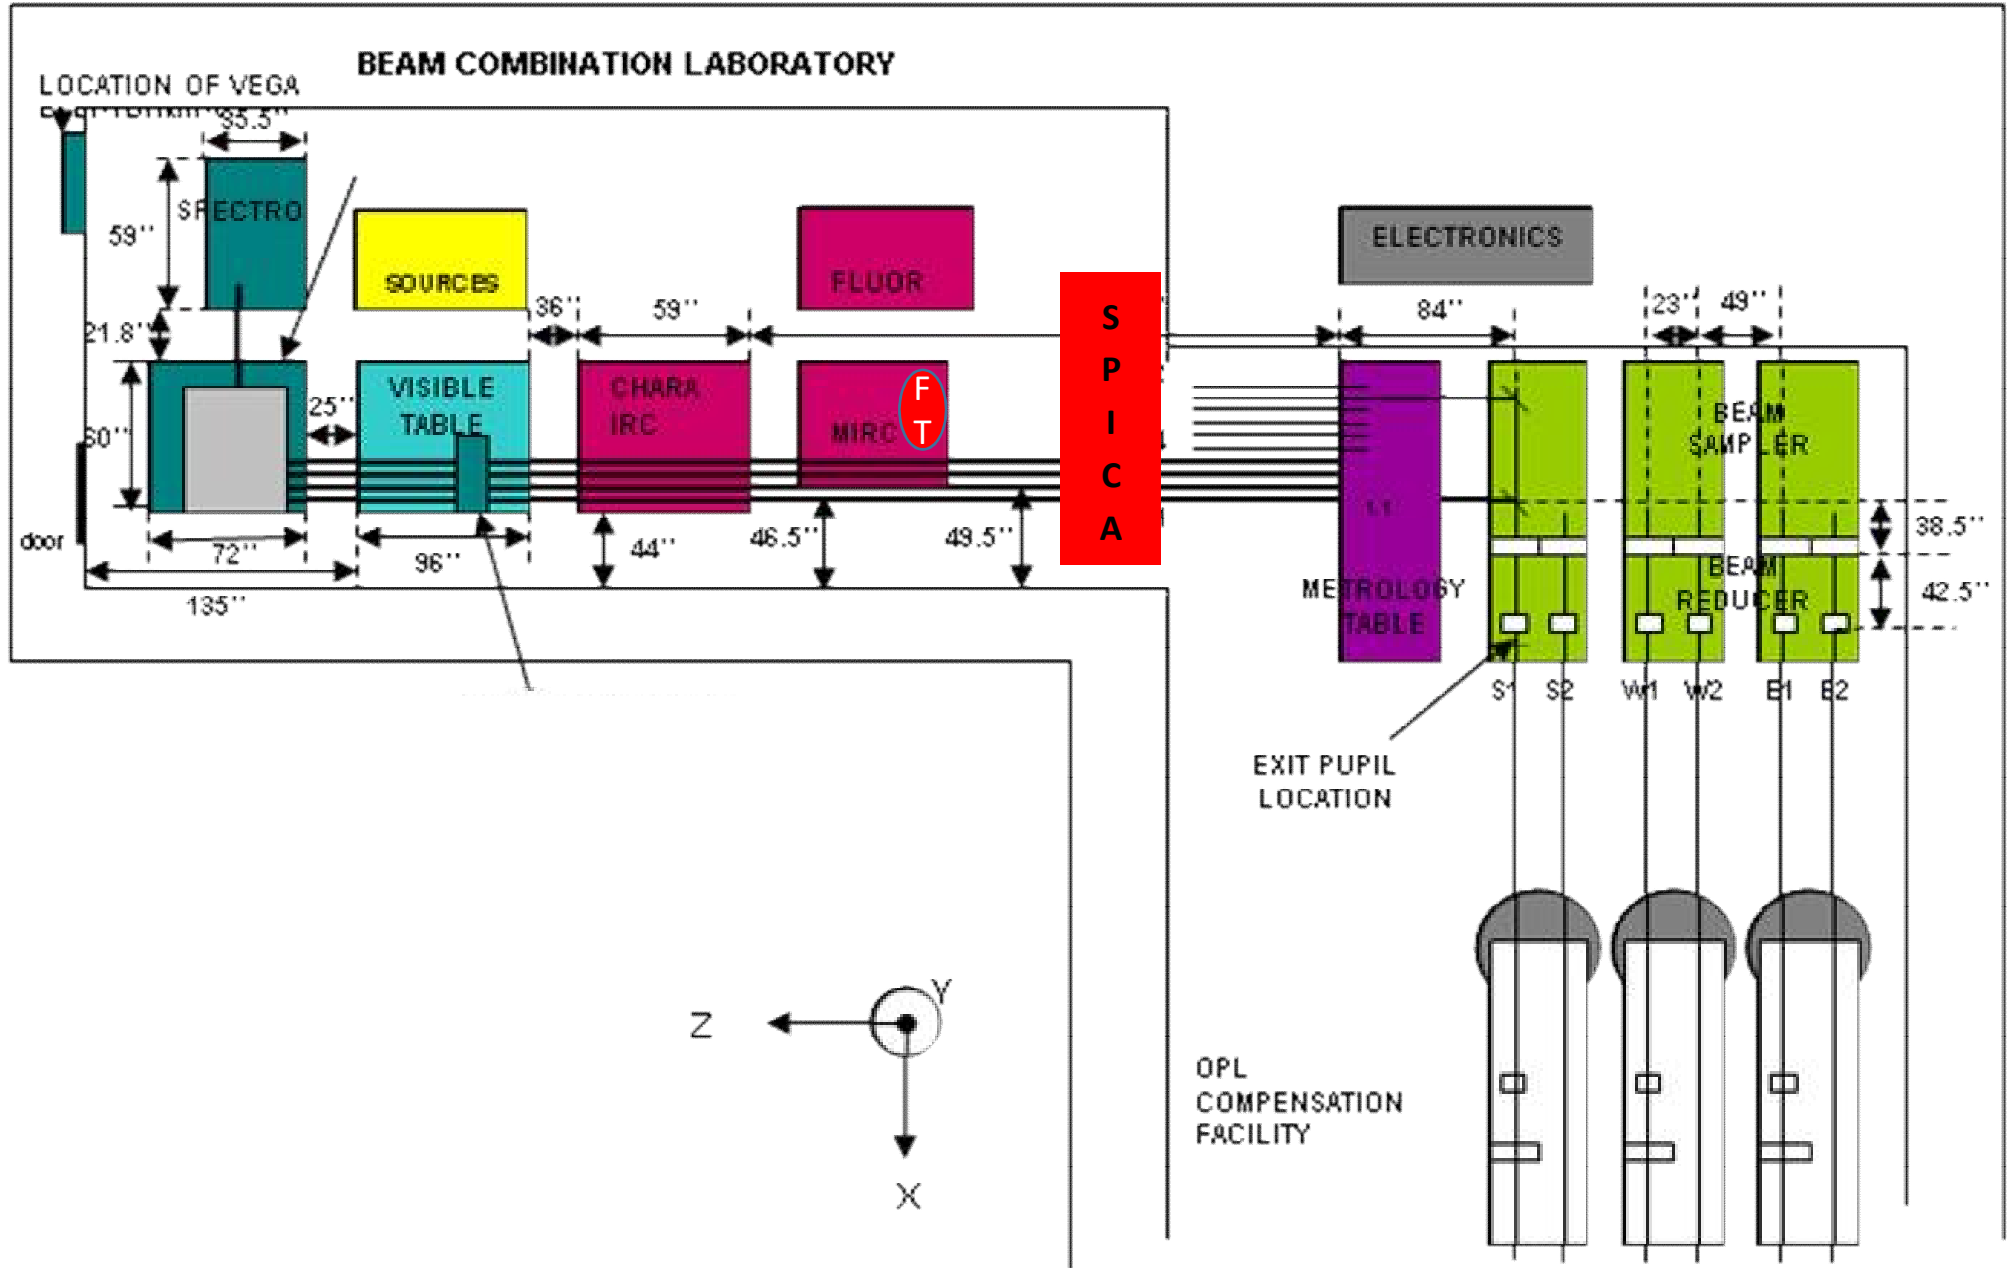 BEAM COMBINATION LABORATORY
LOCATION OF VEGA
35.5''
SPECTRO
59''
SOURCES
FLUOR
ELECTRONICS
36''
59''
84''
23''
49''
21.8''
S
P
I
C
A
VISIBLE
TABLE
CHARA
IRC
MIRC
F
T
BEAM
SAMPLER
25''
60''
door
72''
96''
44''
46.5''
49.5''
38.5''
135''
METROLOGY
TABLE
BEAM
REDUCER
42.5''
S1
S2
W1
W2
E1
E2
EXIT PUPIL
LOCATION
Y
Z
X
OPL
COMPENSATION
FACILITY